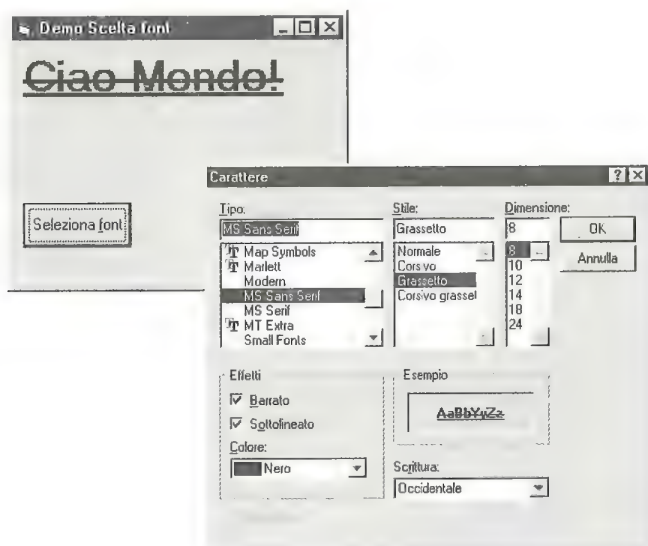 Demo Scelta font
Ciao Mondo!
Seleziona font
Carattere
Tipo:
MS Sans Serif
Map Symbols
Marlett
Modern
MS Sans Serif
MS Serif
MT Extra
Small Fonts
Stile:
Grassetto
Normale
Corsivo
Grassetto
Corsivo grasset
Dimensione:
8
8
10
12
14
18
24
OK
Annulla
Effetti
Barrato
Sottolineato
Colore:
Nero
Esempio
AaBbYyZz
Scrittura:
Occidentale